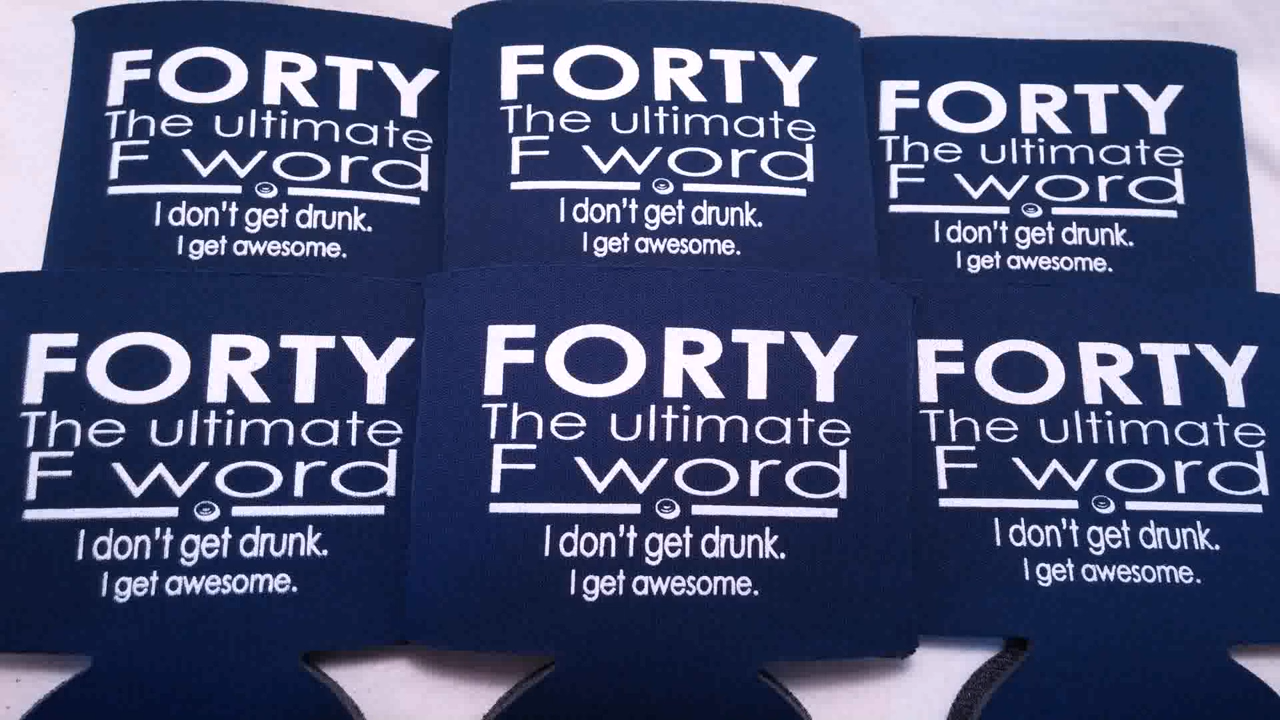 FORTY
The ultimate
F word
I don't get drunk.
I get awesome.
FORTY
The ultimate
F word
I don't get drunk.
I get awesome.
FORTY
The ultimate
F word
I don't get drunk.
I get awesome.
FORTY
The ultimate
F word
I don't get drunk.
I get awesome.
FORTY
The ultimate
F word
I don't get drunk.
I get awesome.
FORTY
The ultimate
F word
I don't get drunk.
I get awesome.